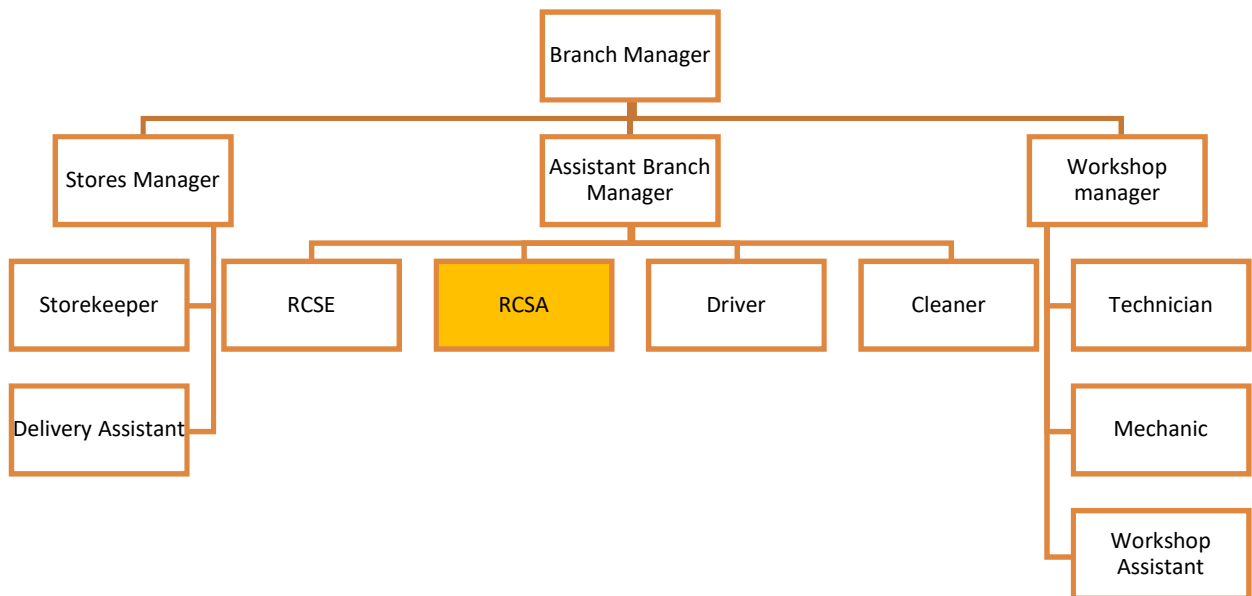 Branch Manager
Stores Manager
Assistant Branch
Manager
Workshop
manager
Storekeeper
RCSE
RCSA
Driver
Cleaner
Technician
Delivery Assistant
Mechanic
Workshop
Assistant